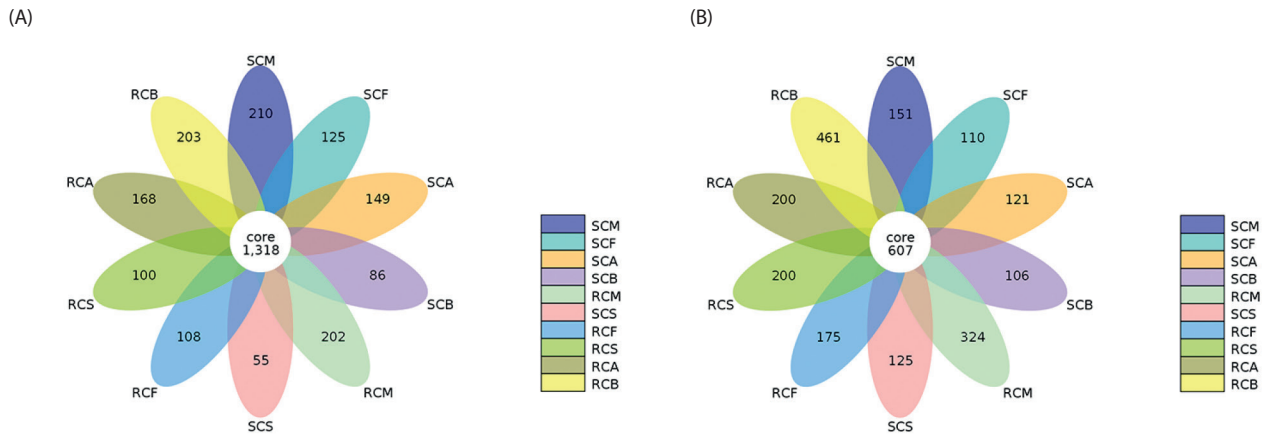 (A)
SCM
RCB
SCF
210
203
125
RCA
SCA
168
149
core
1,318
100
86
RCS
SCB
108
202
55
RCF
RCM
SCS
SCM
SCF
SCA
SCB
RCM
SCS
RCF
RCS
RCA
RCB
(B)
SCM
RCB
SCF
151
461
110
RCA
SCA
200
121
core
607
200
106
RCS
SCB
175
324
125
RCF
RCM
SCS
SCM
SCF
SCA
SCB
RCM
SCS
RCF
RCS
RCA
RCB